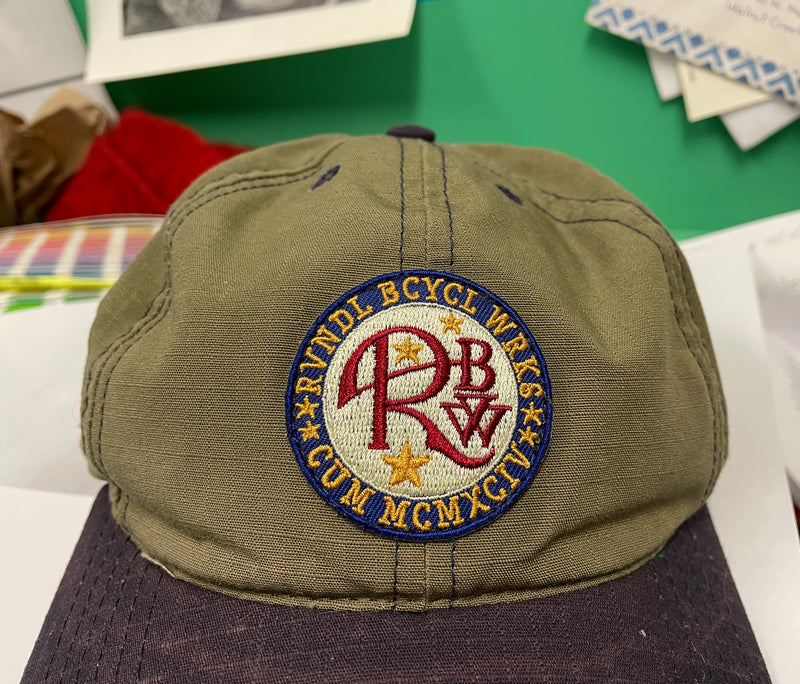 RVNDL BCYCL WRKS
RBW
CUM MCMXCIV